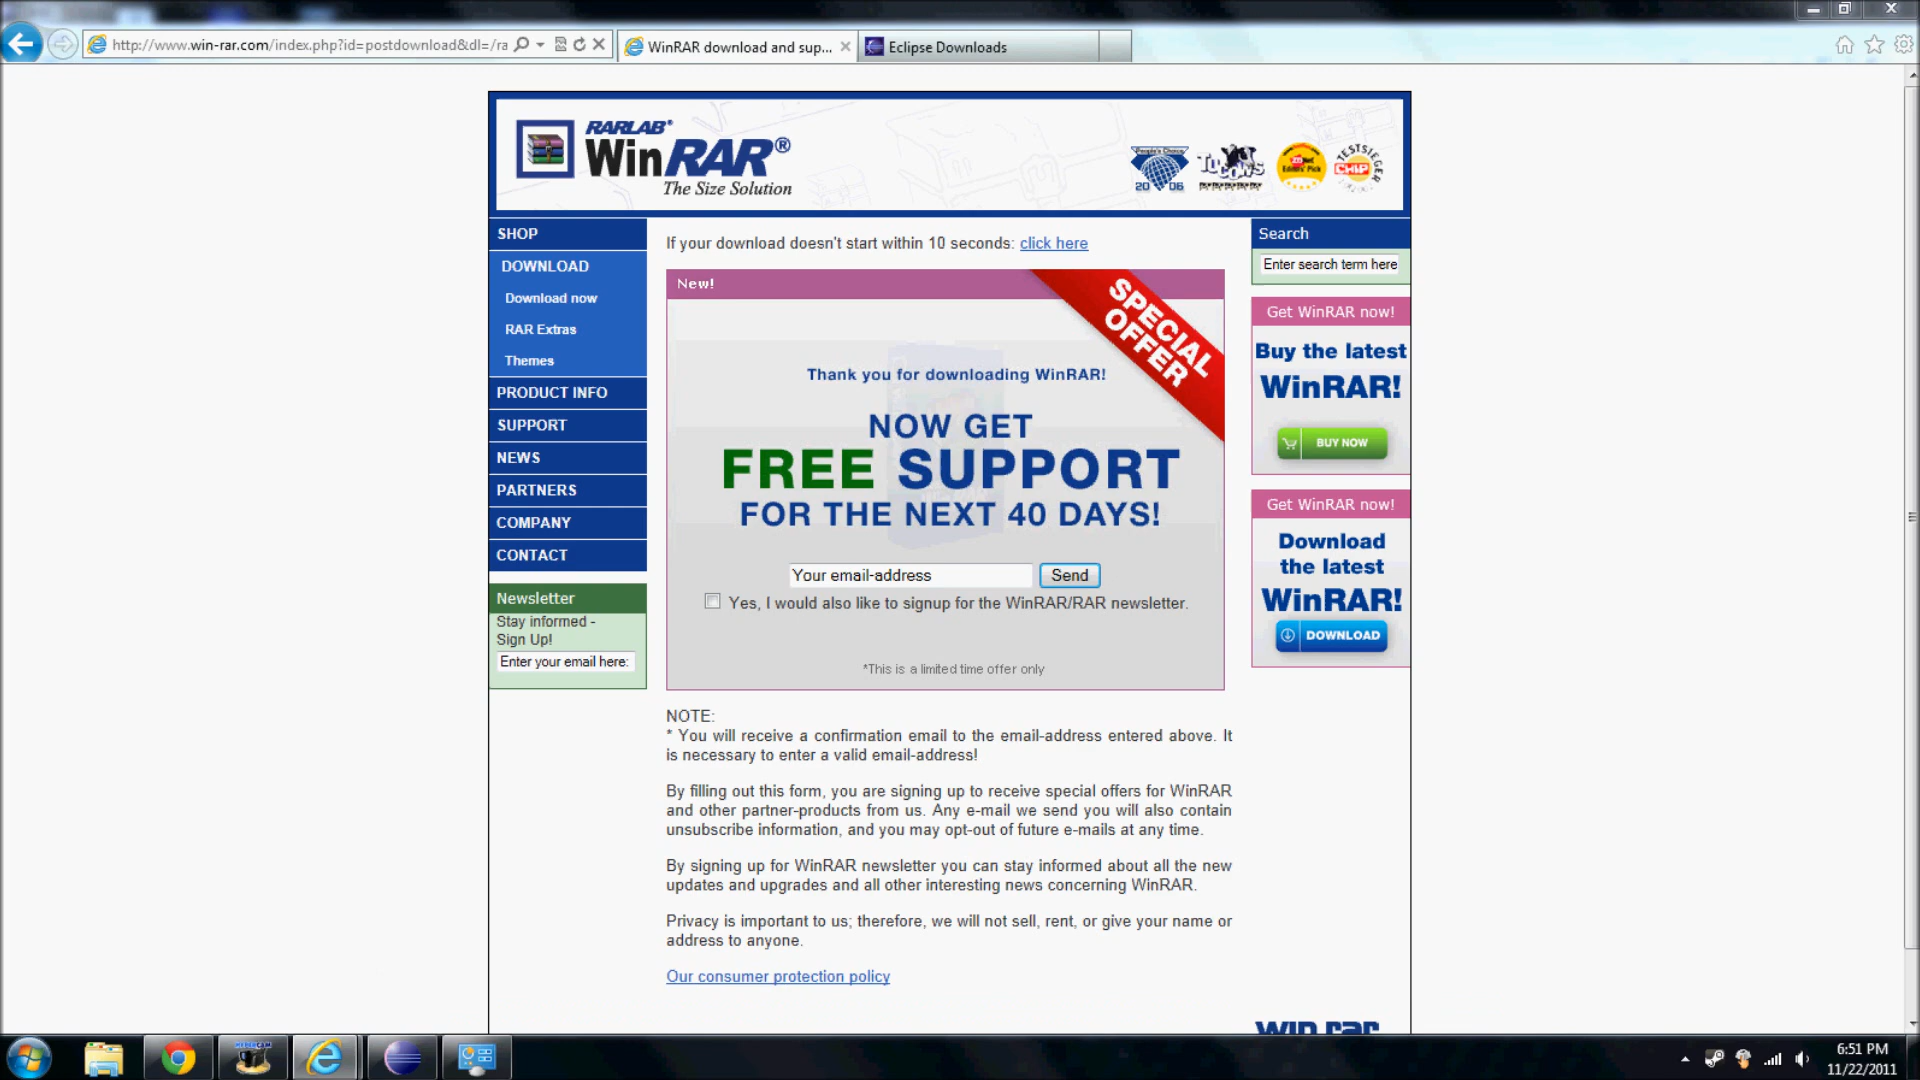 http://www.win-rar.com/index.php?id=postdownload&dl=/ra
WinRAR download and sup...
Eclipse Downloads
RARLAB®
WinRAR®
The Size Solution
People's Choice
2006
TUCOWS
ZDNet
Editors' Pick
TESTSIEGER
CHIP
SHOP
DOWNLOAD
Download now
RAR Extras
Themes
PRODUCT INFO
SUPPORT
NEWS
PARTNERS
COMPANY
CONTACT
Newsletter
Stay informed -
Sign Up!
Enter your email here:
If your download doesn't start within 10 seconds: click here
New!
SPECIAL
OFFER
Thank you for downloading WinRAR!
NOW GET
FREE SUPPORT
FOR THE NEXT 40 DAYS!
Your email-address
Send
Yes, I would also like to signup for the WinRAR/RAR newsletter.
*This is a limited time offer only
NOTE:
* You will receive a confirmation email to the email-address entered above. It
is necessary to enter a valid email-address!
By filling out this form, you are signing up to receive special offers for WinRAR
and other partner-products from us. Any e-mail we send you will also contain
unsubscribe information, and you may opt-out of future e-mails at any time.
By signing up for WinRAR newsletter you can stay informed about all the new
updates and upgrades and all other interesting news concerning WinRAR.
Privacy is important to us; therefore, we will not sell, rent, or give your name or
address to anyone.
Our consumer protection policy
Search
Enter search term here
Get WinRAR now!
Buy the latest
WinRAR!
BUY NOW
Get WinRAR now!
Download
the latest
WinRAR!
DOWNLOAD
win rar
HYPERCAM
6:51 PM
11/22/2011